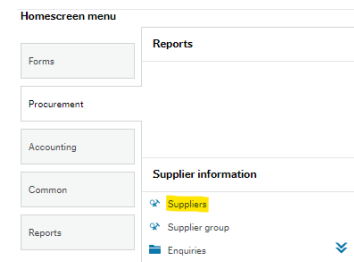 Homescreen menu
Forms
Procurement
Accounting
Common
Reports
Reports
Supplier information
Suppliers
Supplier group
Enquiries